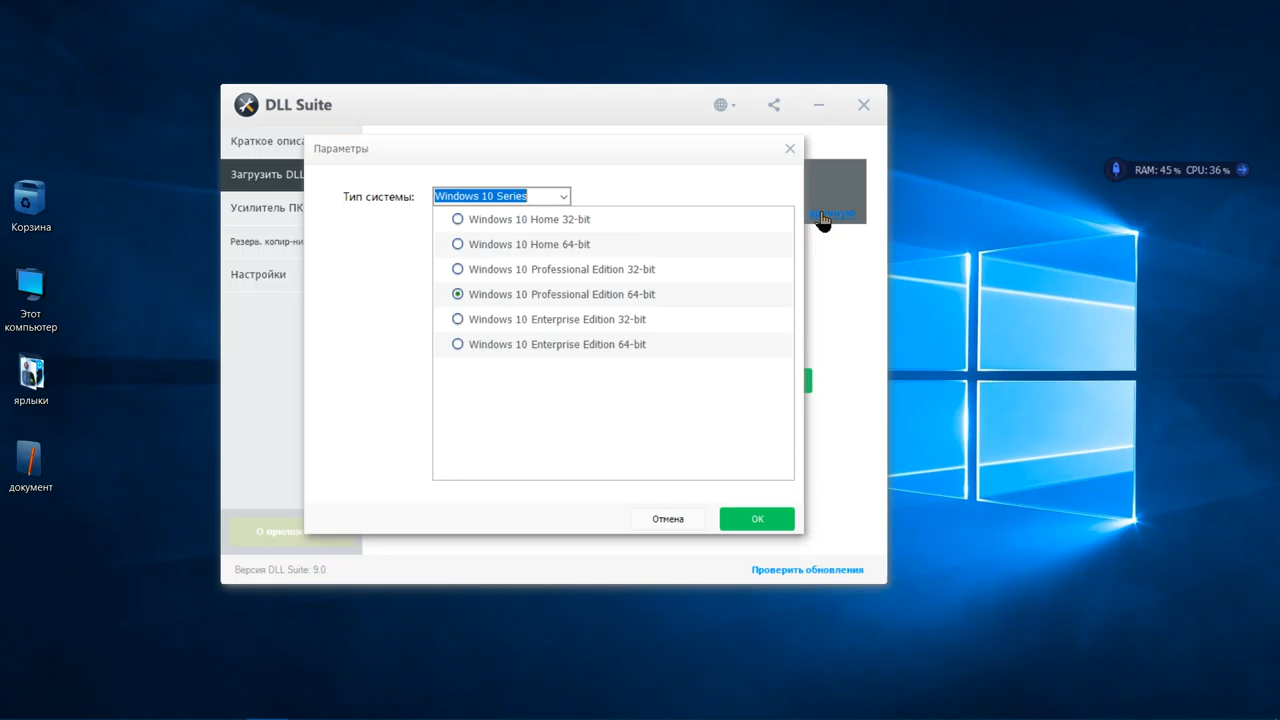 DLL Suite
Краткое описа
Параметры
Загрузить DLL
Тип системы:
Windows 10 Series
Windows 10 Home 32-bit
Windows 10 Home 64-bit
Windows 10 Professional Edition 32-bit
Windows 10 Professional Edition 64-bit
Windows 10 Enterprise Edition 32-bit
Windows 10 Enterprise Edition 64-bit
Усилитель ПК
Резерв. копир-ни
Настройки
Отмена
OK
О прилож
Версия DLL Suite: 9.0
Проверить обновления
RAM: 45 % CPU: 36 %
Корзина
Этот
компьютер
ярлыки
документ